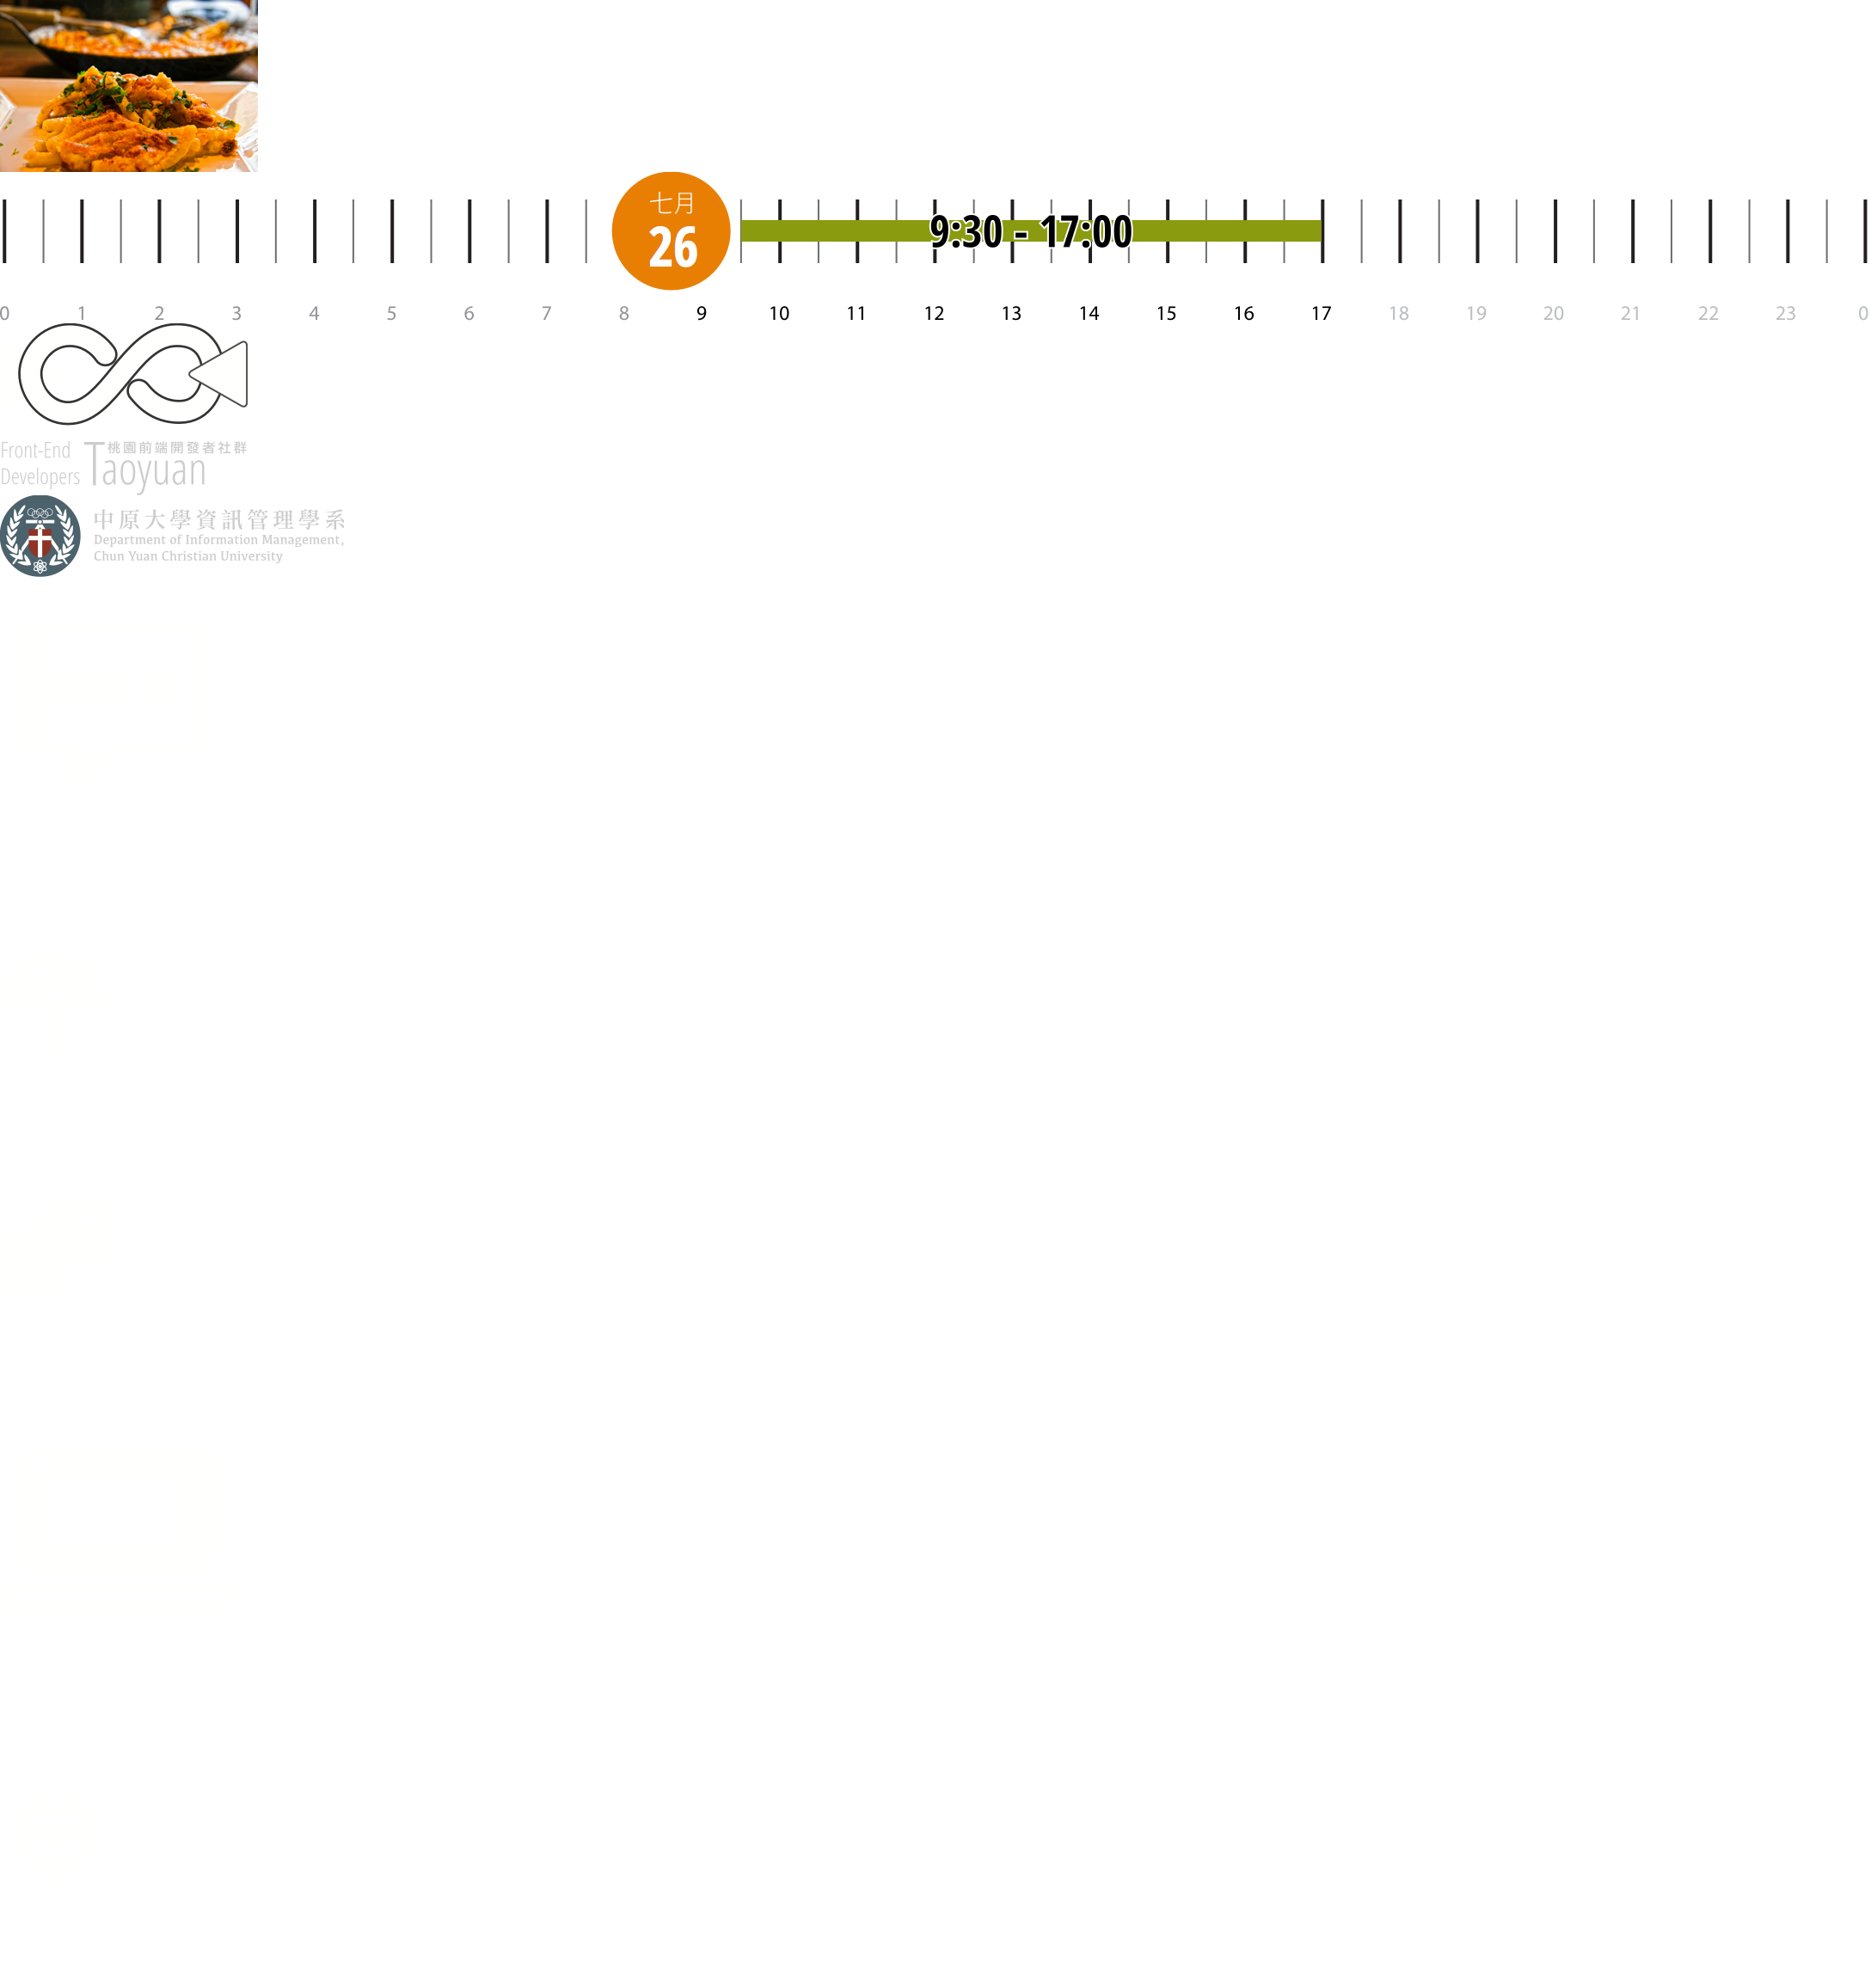 七月
26
9:30 - 17:00
0 1 2 3 4 5 6 7 8 9 10 11 12 13 14 15 16 17 18 19 20 21 22 23 0
Front-End
Developers
Taoyuan
桃園前端開發者社群
中原大學資訊管理學系
Department of Information Management,
Chun Yuan Christian University